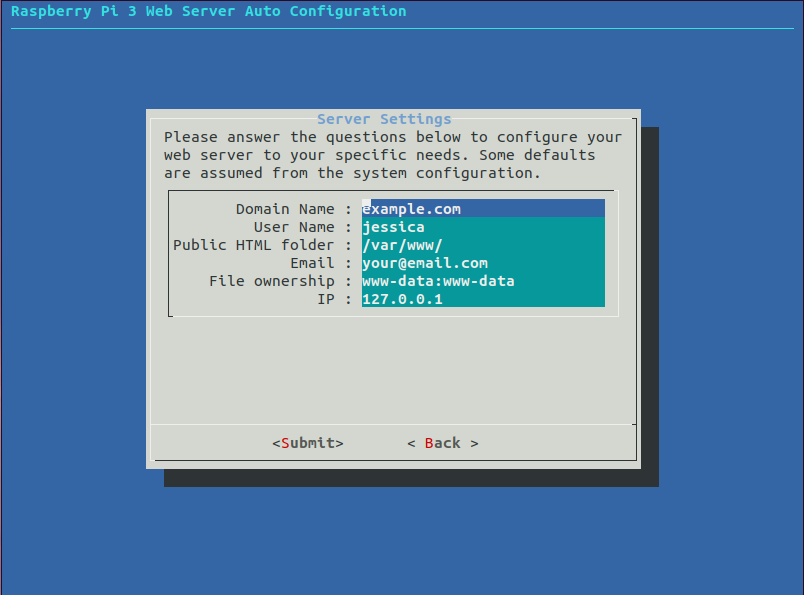 Raspberry Pi 3 Web Server Auto Configuration
Server Settings
Please answer the questions below to configure your
web server to your specific needs. Some defaults
are assumed from the system configuration.
Domain Name : example.com
User Name : jessica
Public HTML folder : /var/www/
Email : your@email.com
File ownership : www-data:www-data
IP : 127.0.0.1
<Submit> < Back >